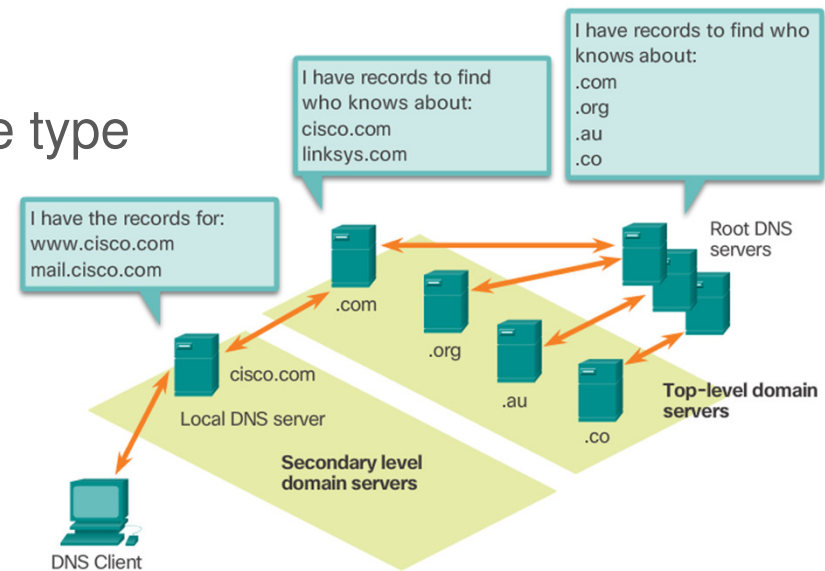 e type
I have records to find who
knows about:
.com
.org
.au
.co
I have records to find
who knows about:
cisco.com
linksys.com
I have the records for:
www.cisco.com
mail.cisco.com
Root DNS
servers
.com
.org
.au
.co
Top-level domain
servers
cisco.com
Local DNS server
Secondary level
domain servers
DNS Client